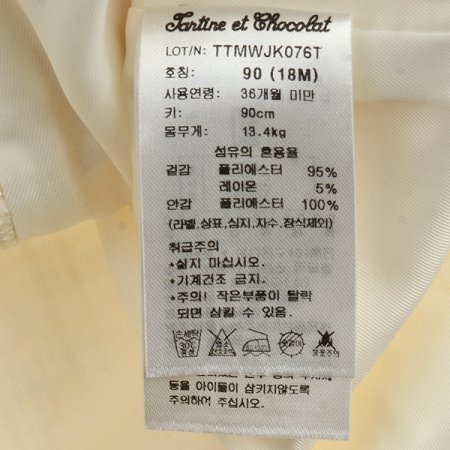 Tartine et Chocolat
LOT/N: TTMWJK076T
호칭: 90 (18M)
사용연령: 36개월 미만
키: 90cm
몸무게: 13.4kg
섬유의 혼용율
겉감 폴리에스터 95%
레이온 5%
안감 폴리에스터 100%
(라벨,상표,심지,자수,장식제외)
취급주의
*삶지 마십시오.
*기계건조 금지.
*주의! 작은부품이 탈락
되면 삼킬 수 있음.
손세탁
30℃
중성
등을 아이들이 삼키지않도록
주의하여 주십시오.